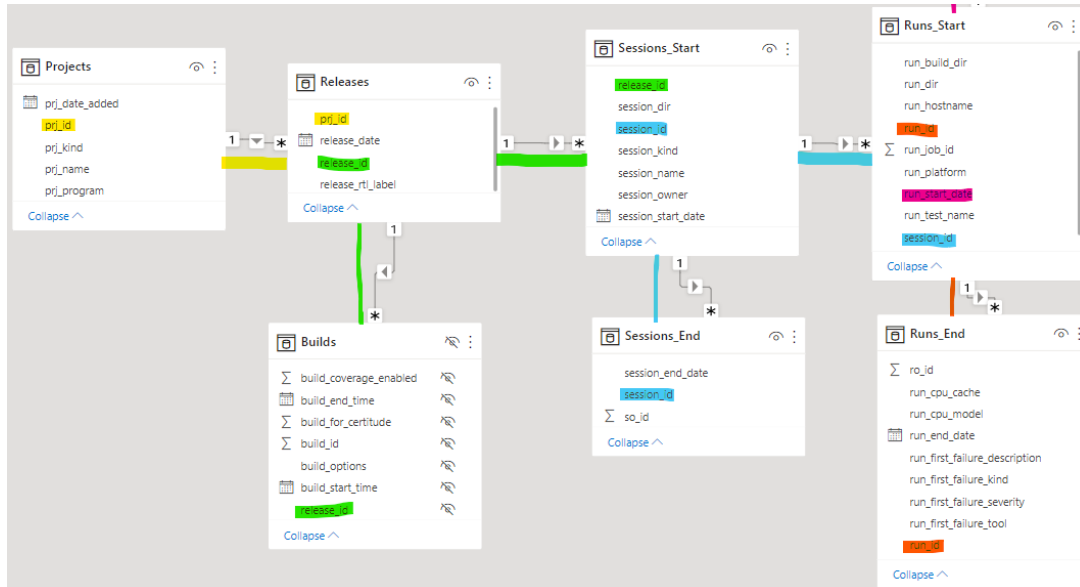 Projects
prj_date_added
prj_id
prj_kind
prj_name
prj_program
Collapse
1
*
Releases
prj_id
release_date
release_id
release_rtl_label
Collapse
1
*
1
*
Builds
build_coverage_enabled
build_end_time
build_for_certitude
build_id
build_options
build_start_time
release_id
Collapse
Sessions_Start
release_id
session_dir
session_id
session_kind
session_name
session_owner
session_start_date
Collapse
1
*
1
*
Sessions_End
session_end_date
session_id
so_id
Collapse
Runs_Start
run_build_dir
run_dir
run_hostname
run_id
run_job_id
run_platform
run_start_date
run_test_name
session_id
Collapse
1
*
Runs_End
ro_id
run_cpu_cache
run_cpu_model
run_end_date
run_first_failure_description
run_first_failure_kind
run_first_failure_severity
run_first_failure_tool
run_id
Collapse